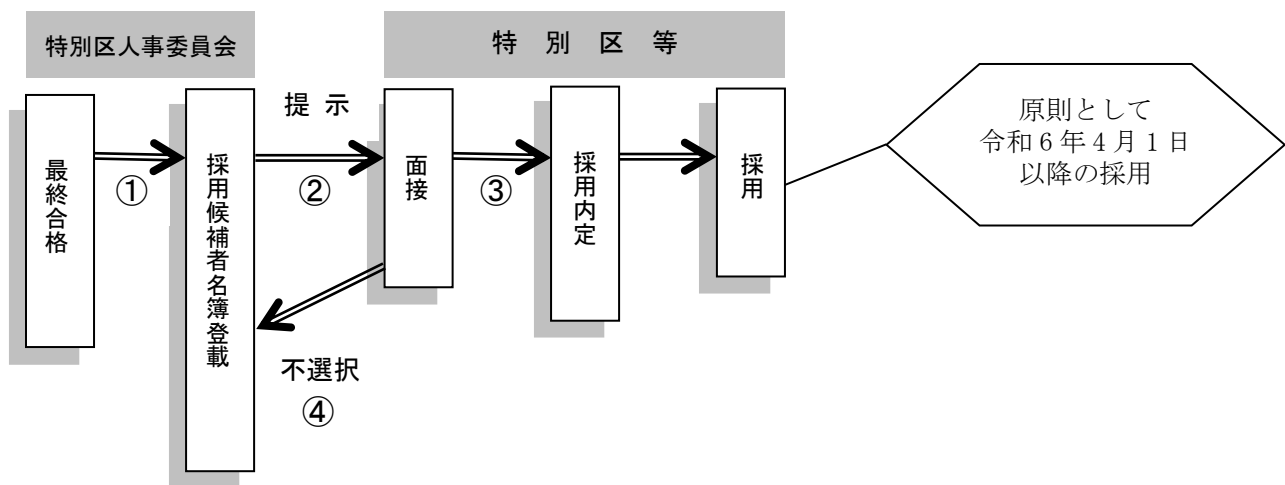 特別区人事委員会
特別区等
最終合格
①
採用候補者名簿登載
提示
②
面接
③
採用内定
採用
原則として
令和６年４月１日
以降の採用
不選択
④